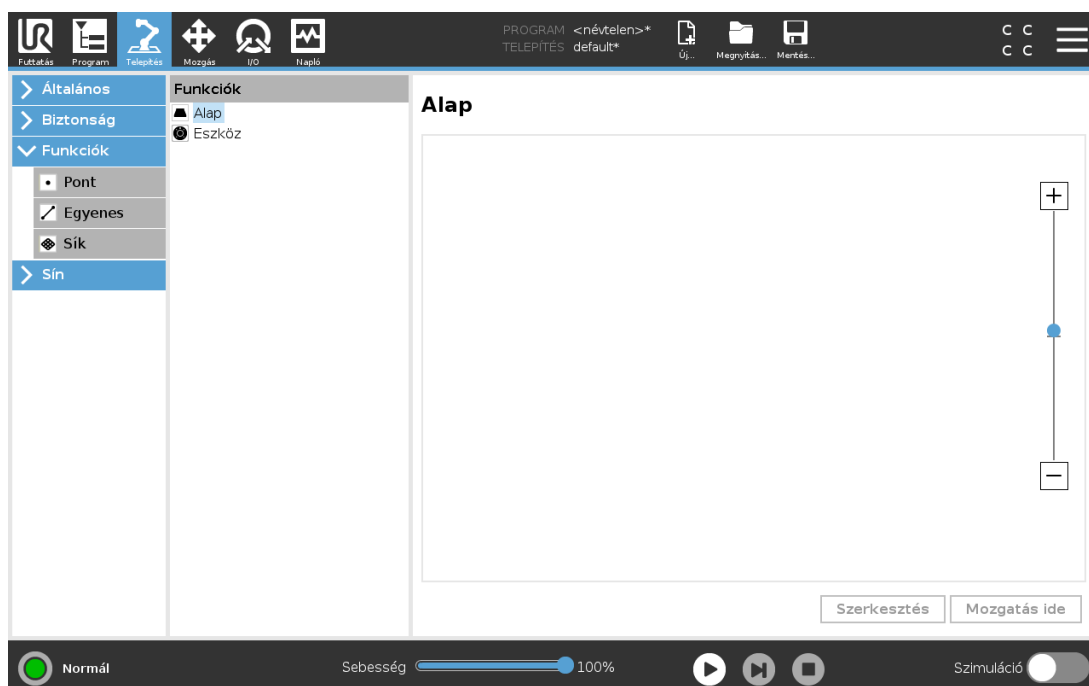 PROGRAM <névtelen>*
TELEPÍTÉS default*
Futtatás Program Telepítés Mozgás I/O Napló
Új... Megnyitás... Mentés...
C C
C C
Általános
Biztonság
Funkciók
Pont
Egyenes
Sík
Sín
Funkciók
Alap
Eszköz
Alap
Szerkesztés Mozgatás ide
Normál Sebesség 100% Szimuláció